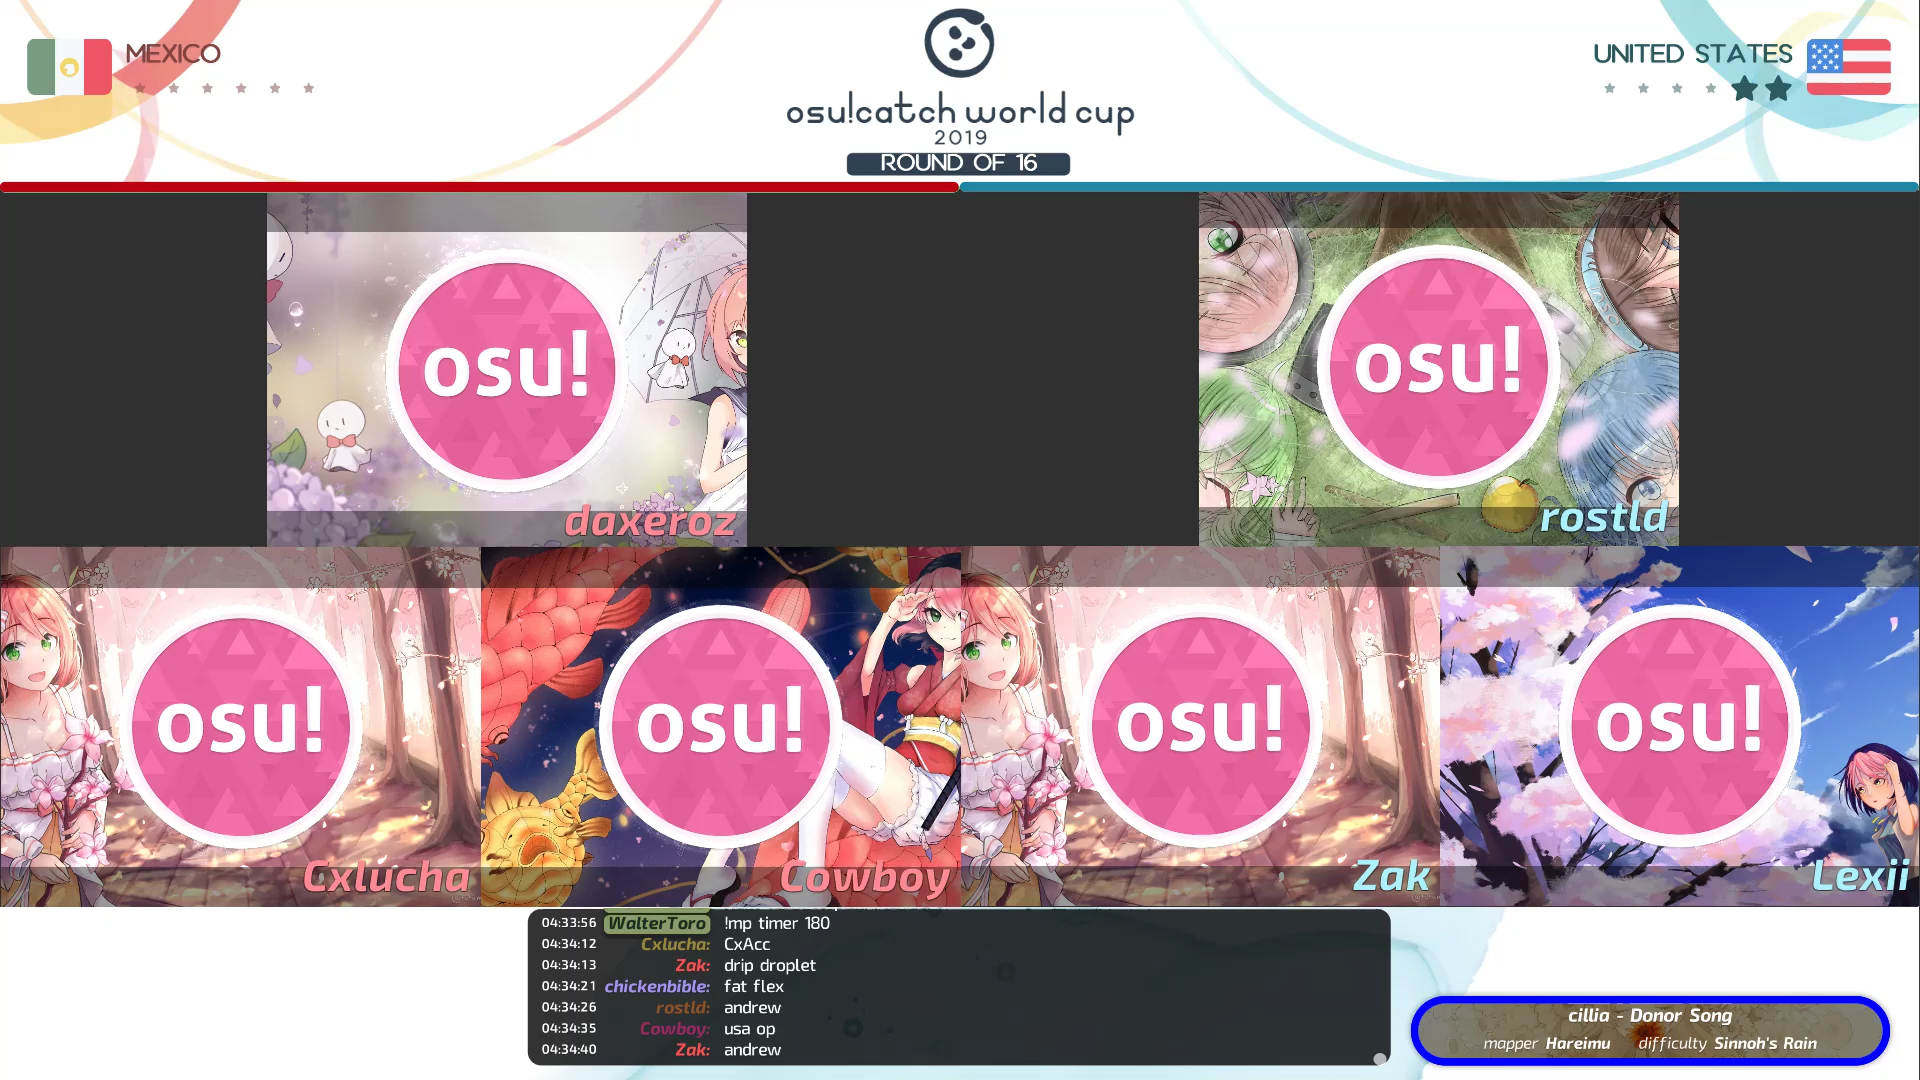 MEXICO
UNITED STATES
osu!catch world cup
2019
ROUND OF 16
osu!
daxeroz
osu!
rostld
osu!
Cxlucha
osu!
Cowboy
osu!
Zak
osu!
Lexii
04:33:56 WalterToro !mp timer 180
04:34:12 Cxlucha: CxAcc
04:34:13 Zak: drip droplet
04:34:21 chickenbible: fat flex
04:34:26 rostld: andrew
04:34:35 Cowboy: usa op
04:34:40 Zak: andrew
cillia - Donor Song
mapper Hareimu difficulty Sinnoh's Rain